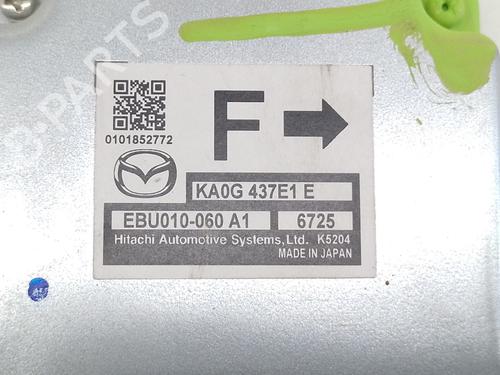 F
0101852772
KA0G 437E1 E
EBU010-060 A1 6725
Hitachi Automotive Systems,Ltd. K5204
MADE IN JAPAN